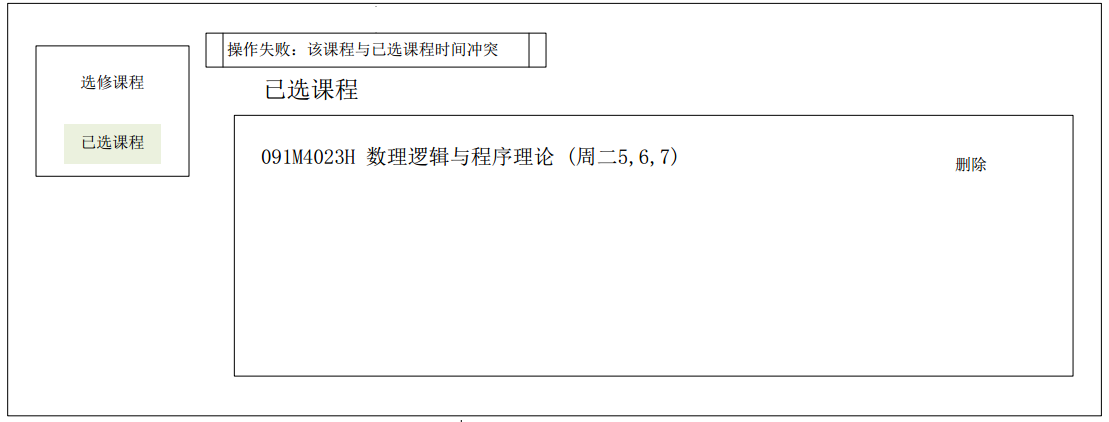 操作失败：该课程与已选课程时间冲突
选修课程
已选课程
已选课程
091M4023H 数理逻辑与程序理论 (周二5,6,7)
删除